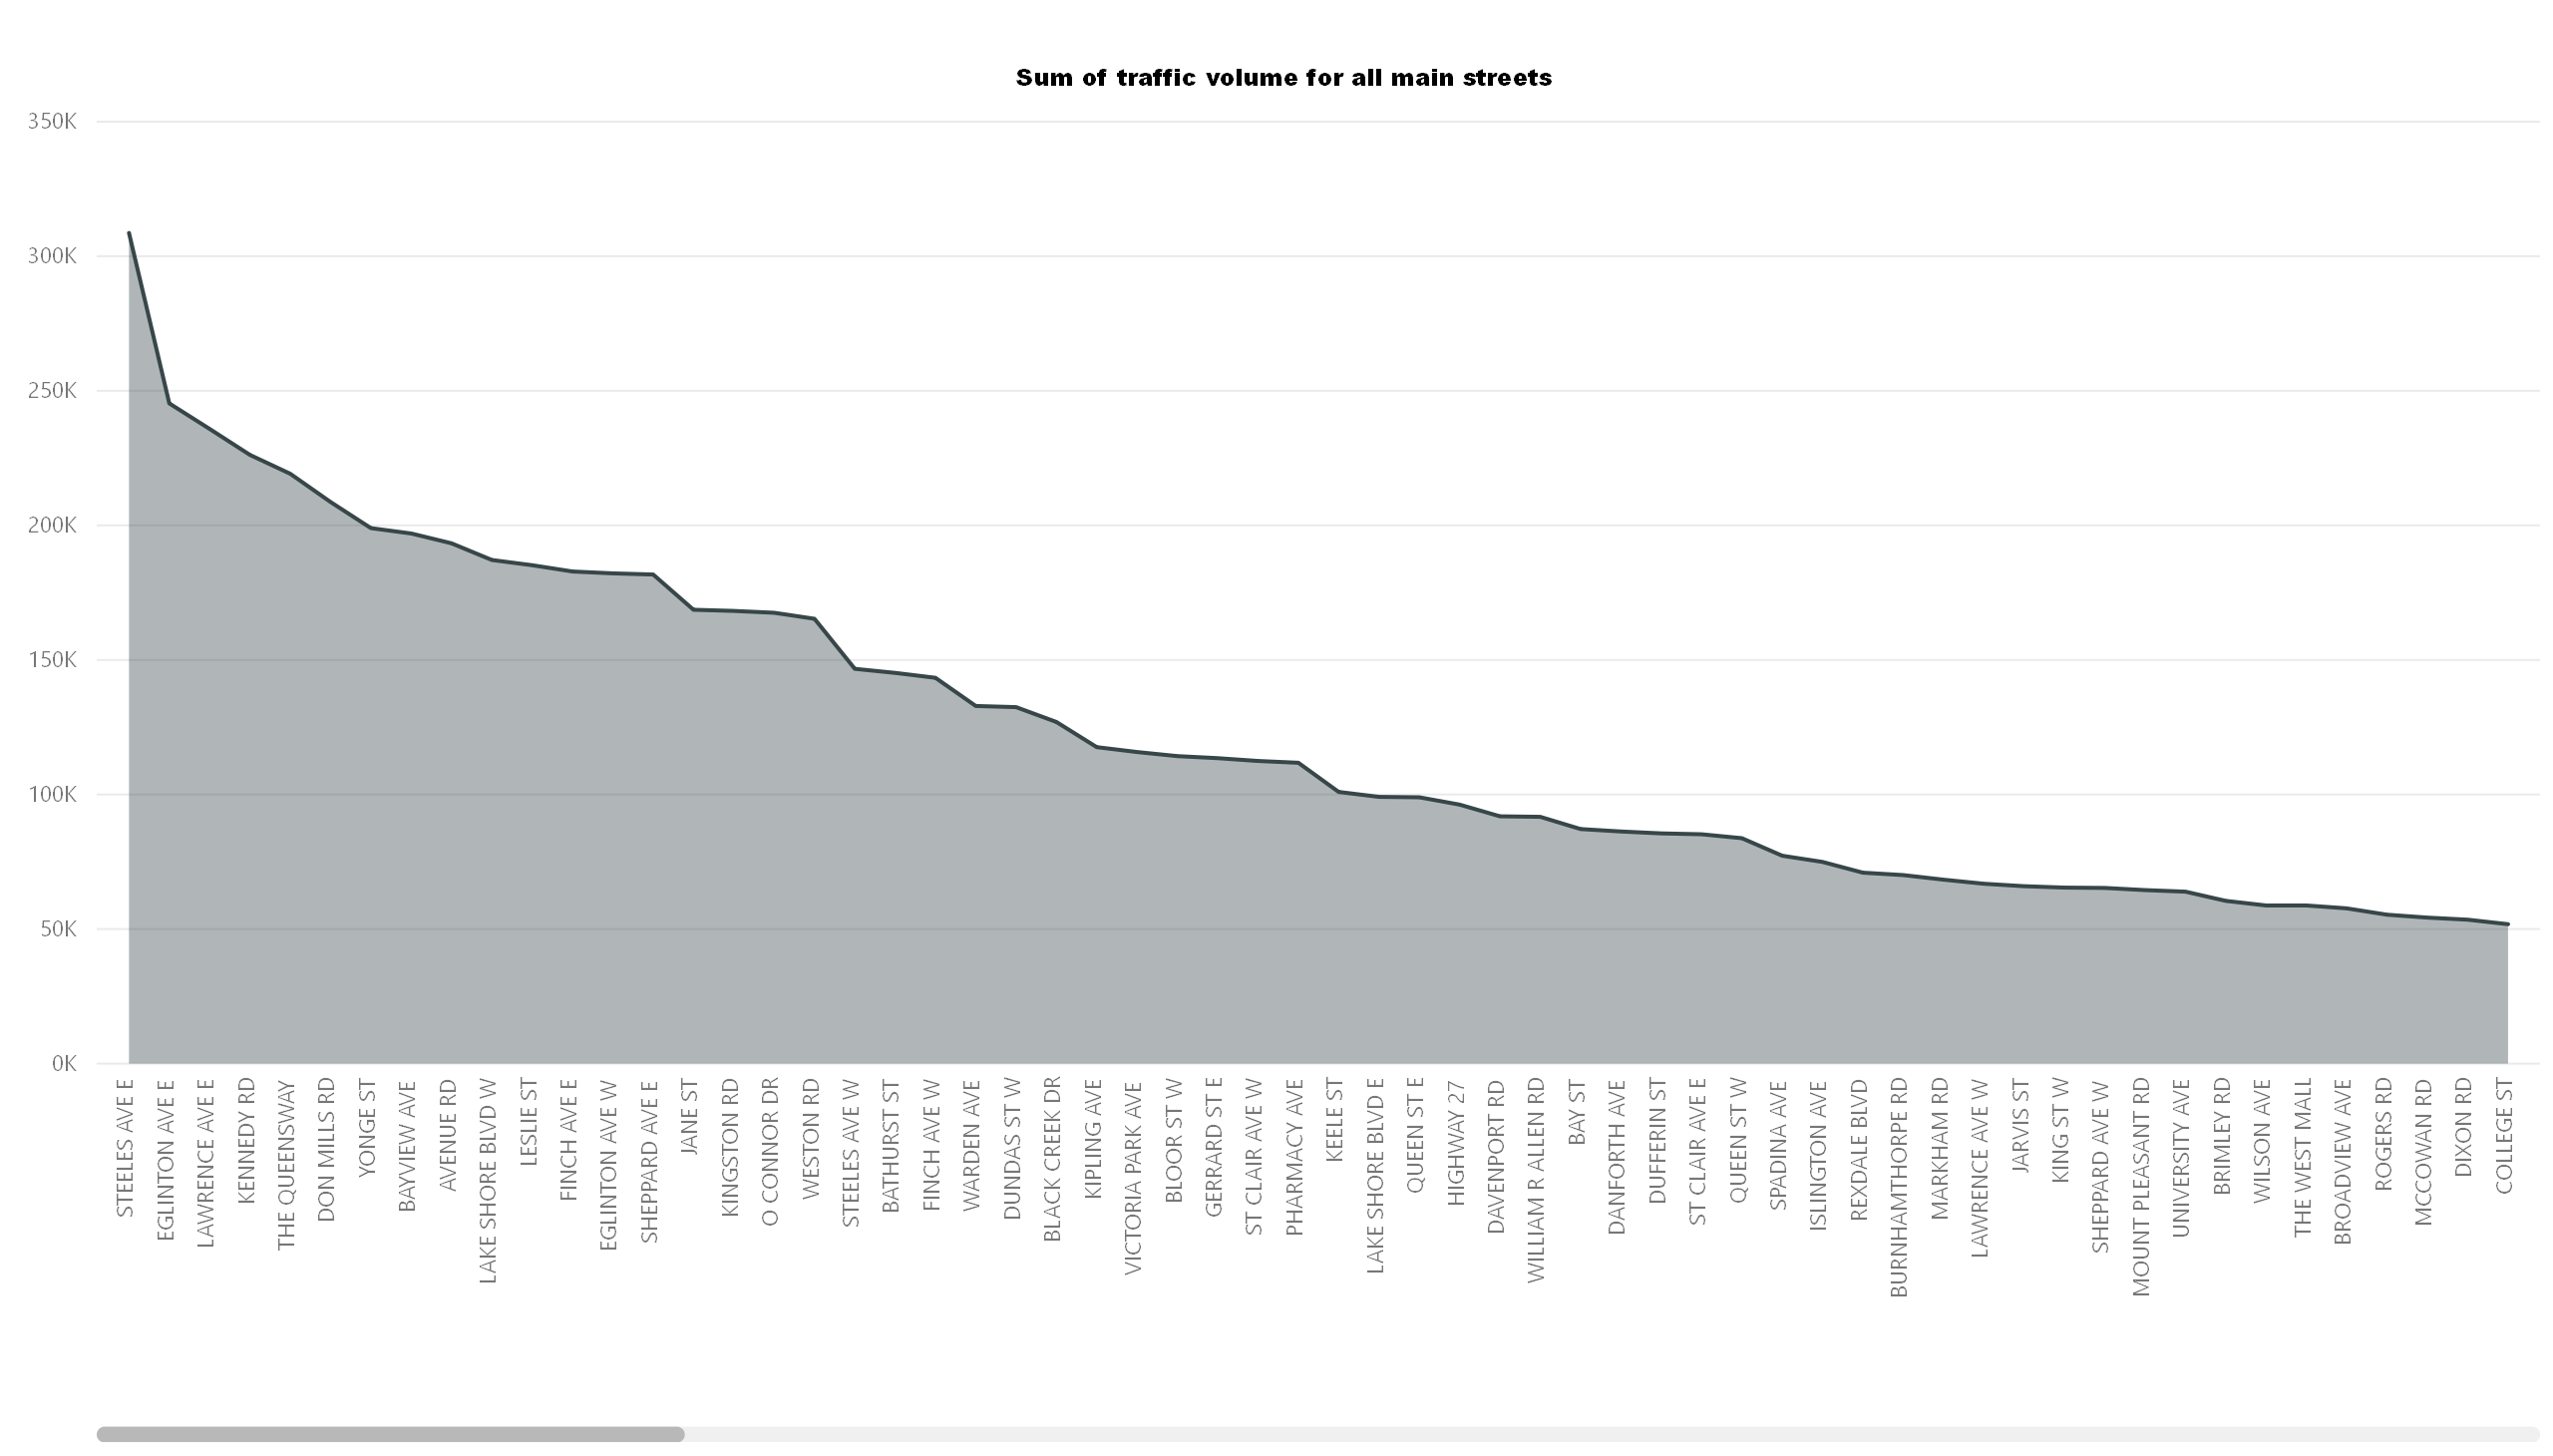 Sum of traffic volume for all main streets
350K
300K
250K
200K
150K
100K
50K
0K
STEELES AVE E
EGLINTON AVE E
LAWRENCE AVE E
KENNEDY RD
THE QUEENSWAY
DON MILLS RD
YONGE ST
BAYVIEW AVE
AVENUE RD
LAKE SHORE BLVD W
LESLIE ST
FINCH AVE E
EGLINTON AVE W
SHEPPARD AVE E
JANE ST
KINGSTON RD
O CONNOR DR
WESTON RD
STEELES AVE W
BATHURST ST
FINCH AVE W
WARDEN AVE
DUNDAS ST W
BLACK CREEK DR
KIPLING AVE
VICTORIA PARK AVE
BLOOR ST W
GERRARD ST E
ST CLAIR AVE W
PHARMACY AVE
KEELE ST
LAKE SHORE BLVD E
QUEEN ST E
HIGHWAY 27
DAVENPORT RD
WILLIAM R ALLEN RD
BAY ST
DANFORTH AVE
DUFFERIN ST
ST CLAIR AVE E
QUEEN ST W
SPADINA AVE
ISLINGTON AVE
REXDALE BLVD
BURNHAMTHORPE RD
MARKHAM RD
LAWRENCE AVE W
JARVIS ST
KING ST W
SHEPPARD AVE W
MOUNT PLEASANT RD
UNIVERSITY AVE
BRIMLEY RD
WILSON AVE
THE WEST MALL
BROADVIEW AVE
ROGERS RD
MCCOWAN RD
DIXON RD
COLLEGE ST